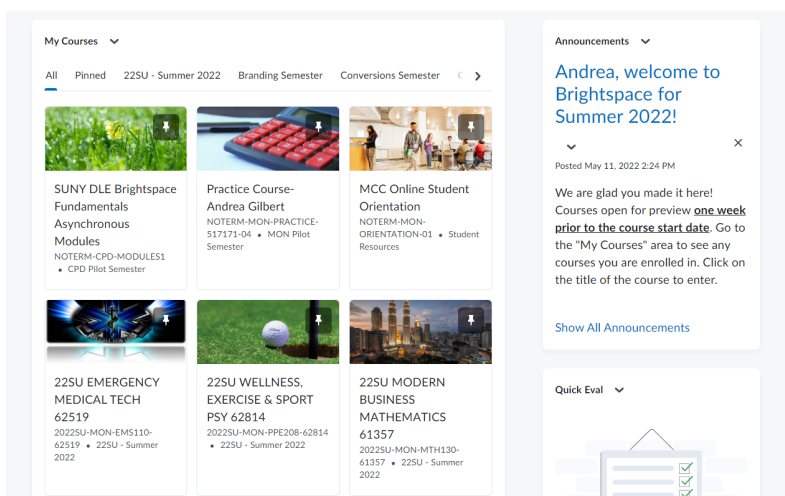 My Courses
All Pinned 22SU - Summer 2022 Branding Semester Conversions Semester
SUNY DLE Brightspace
Fundamentals
Asynchronous
Modules
NOTERM-CPD-MODULES1
• CPD Pilot Semester
Practice Course-
Andrea Gilbert
NOTERM-MON-PRACTICE-
517171-04 • MON Pilot
Semester
MCC Online Student
Orientation
NOTERM-MON-
ORIENTATION-01 • Student
Resources
22SU EMERGENCY
MEDICAL TECH
62519
2022SU-MON-EMS110-
62519 • 22SU - Summer
2022
22SU WELLNESS,
EXERCISE & SPORT
PSY 62814
2022SU-MON-PPE208-62814
• 22SU - Summer 2022
22SU MODERN
BUSINESS
MATHEMATICS
61357
2022SU-MON-MTH130-
61357 • 22SU - Summer
2022
Announcements
Andrea, welcome to
Brightspace for
Summer 2022!
Posted May 11, 2022 2:24 PM
We are glad you made it here!
Courses open for preview one week
prior to the course start date. Go to
the "My Courses" area to see any
courses you are enrolled in. Click on
the title of the course to enter.
Show All Announcements
Quick Eval